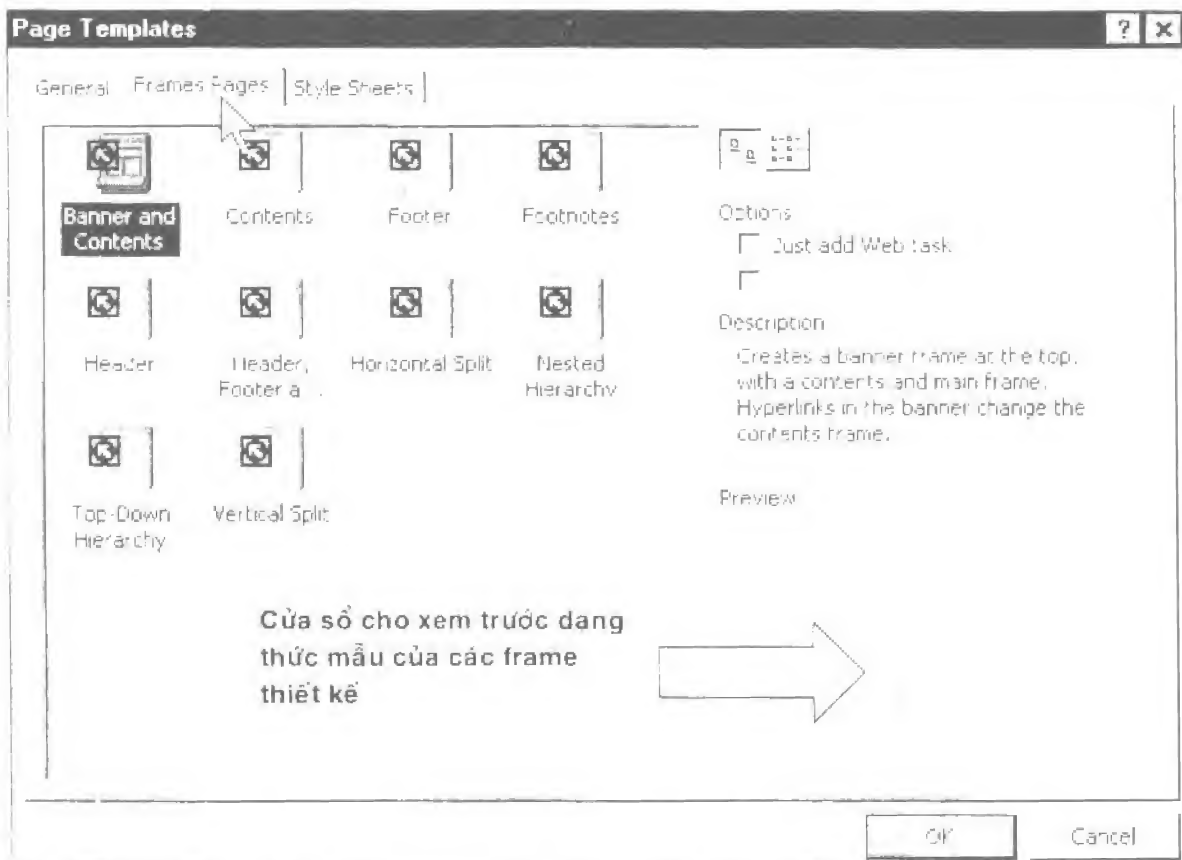 Page Templates
General Frames Pages Style Sheets
Banner and
Contents
Contents
Footer
Footnotes
Header
Header,
Footer a...
Horizontal Split
Nested
Hierarchy
Top-Down
Hierarchy
Vertical Split
Options
Just add Web task
Description
Creates a banner frame at the top,
with a contents and main frame.
Hyperlinks in the banner change the
contents frame.
Preview
Cửa sổ cho xem trước dang
thức mẫu của các frame
thiết kế
OK Cancel